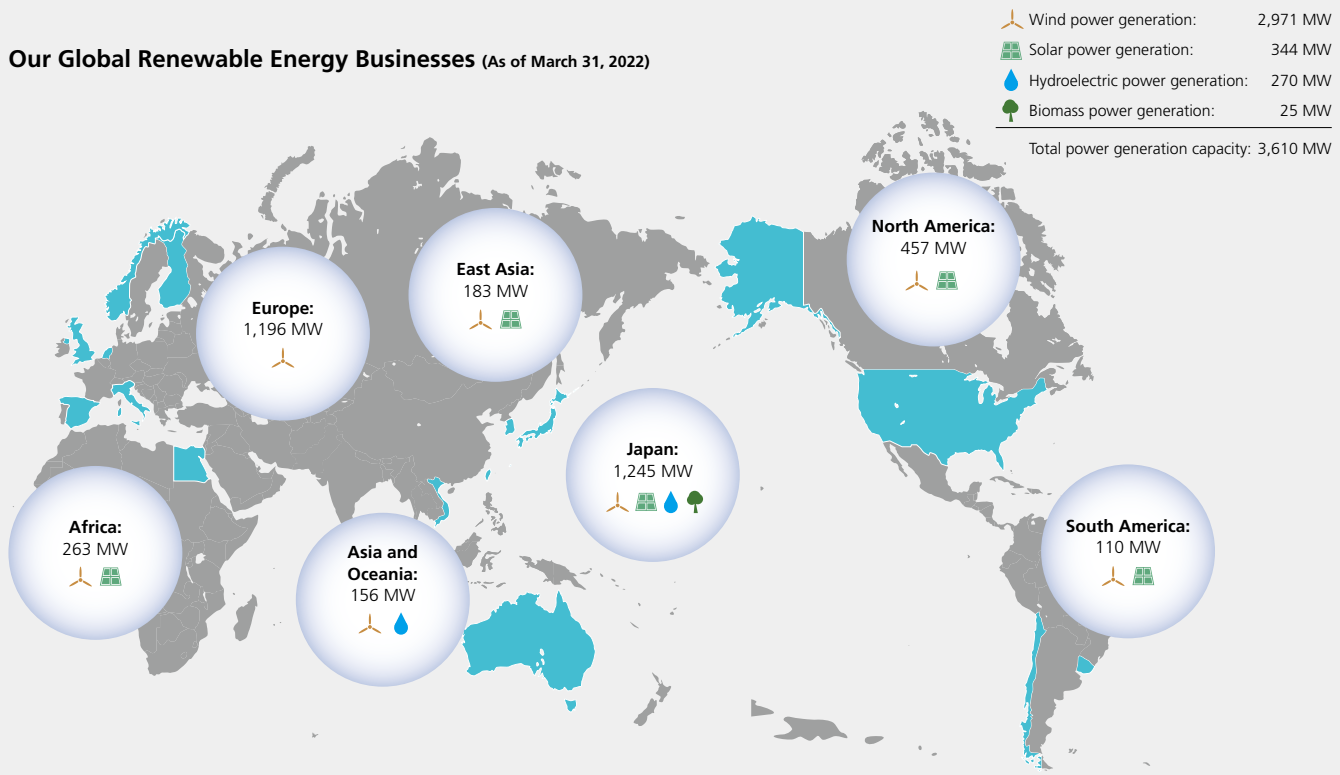 Our Global Renewable Energy Businesses (As of March 31, 2022)
Wind power generation: 2,971 MW
Solar power generation: 344 MW
Hydroelectric power generation: 270 MW
Biomass power generation: 25 MW
Total power generation capacity: 3,610 MW
North America:
457 MW
East Asia:
183 MW
Europe:
1,196 MW
Japan:
1,245 MW
South America:
110 MW
Africa:
263 MW
Asia and
Oceania:
156 MW